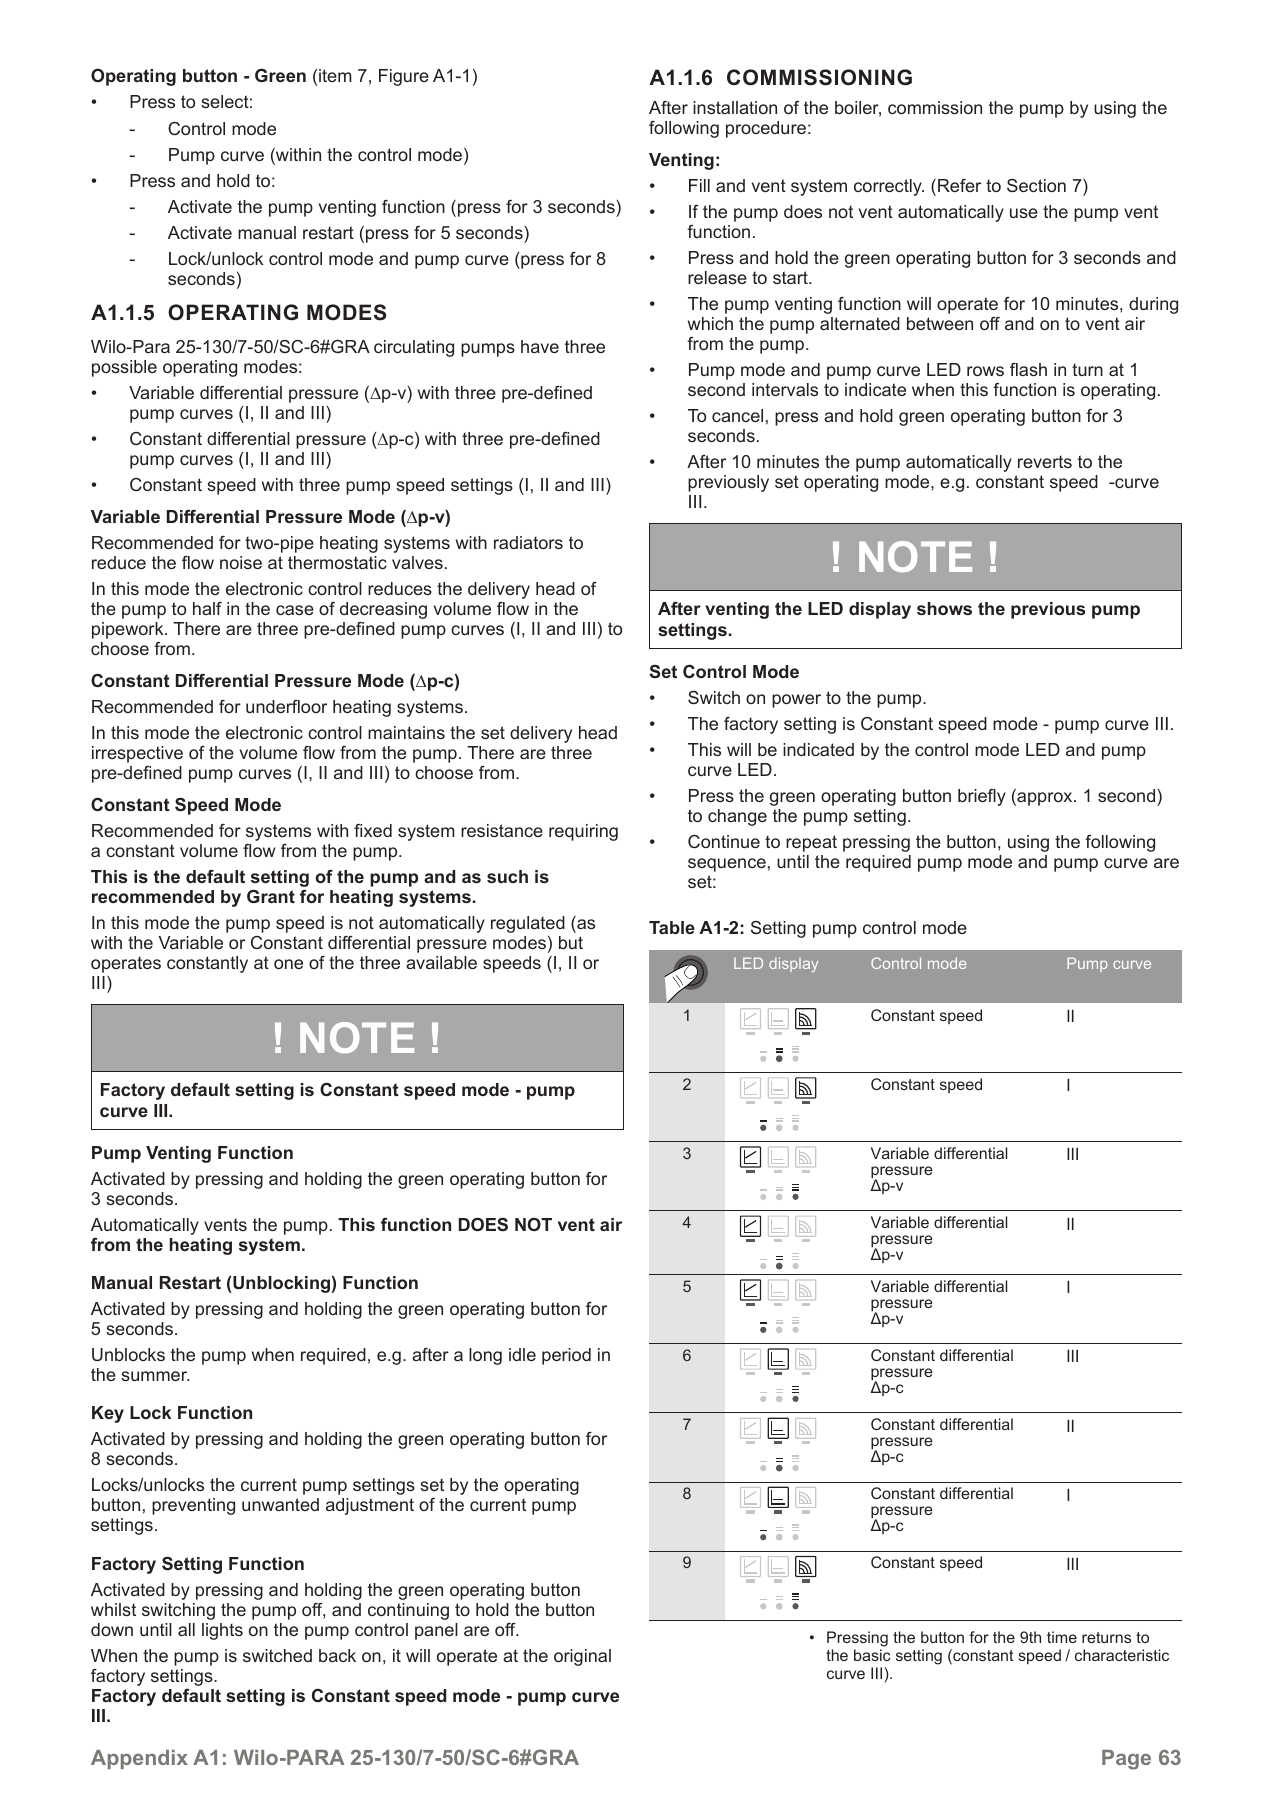 Operating button - Green (item 7, Figure A1-1)
• Press to select:
- Control mode
- Pump curve (within the control mode)
• Press and hold to:
- Activate the pump venting function (press for 3 seconds)
- Activate manual restart (press for 5 seconds)
- Lock/unlock control mode and pump curve (press for 8
seconds)
A1.1.5 OPERATING MODES
Wilo-Para 25-130/7-50/SC-6#GRA circulating pumps have three
possible operating modes:
• Variable differential pressure (∆p-v) with three pre-defined
pump curves (I, II and III)
• Constant differential pressure (∆p-c) with three pre-defined
pump curves (I, II and III)
• Constant speed with three pump speed settings (I, II and III)
Variable Differential Pressure Mode (∆p-v)
Recommended for two-pipe heating systems with radiators to
reduce the flow noise at thermostatic valves.
In this mode the electronic control reduces the delivery head of
the pump to half in the case of decreasing volume flow in the
pipework. There are three pre-defined pump curves (I, II and III) to
choose from.
Constant Differential Pressure Mode (∆p-c)
Recommended for underfloor heating systems.
In this mode the electronic control maintains the set delivery head
irrespective of the volume flow from the pump. There are three
pre-defined pump curves (I, II and III) to choose from.
Constant Speed Mode
Recommended for systems with fixed system resistance requiring
a constant volume flow from the pump.
This is the default setting of the pump and as such is
recommended by Grant for heating systems.
In this mode the pump speed is not automatically regulated (as
with the Variable or Constant differential pressure modes) but
operates constantly at one of the three available speeds (I, II or
III)
! NOTE !
Factory default setting is Constant speed mode - pump
curve III.
Pump Venting Function
Activated by pressing and holding the green operating button for
3 seconds.
Automatically vents the pump. This function DOES NOT vent air
from the heating system.
Manual Restart (Unblocking) Function
Activated by pressing and holding the green operating button for
5 seconds.
Unblocks the pump when required, e.g. after a long idle period in
the summer.
Key Lock Function
Activated by pressing and holding the green operating button for
8 seconds.
Locks/unlocks the current pump settings set by the operating
button, preventing unwanted adjustment of the current pump
settings.
Factory Setting Function
Activated by pressing and holding the green operating button
whilst switching the pump off, and continuing to hold the button
down until all lights on the pump control panel are off.
When the pump is switched back on, it will operate at the original
factory settings.
Factory default setting is Constant speed mode - pump curve
III.
A1.1.6 COMMISSIONING
After installation of the boiler, commission the pump by using the
following procedure:
Venting:
• Fill and vent system correctly. (Refer to Section 7)
• If the pump does not vent automatically use the pump vent
function.
• Press and hold the green operating button for 3 seconds and
release to start.
• The pump venting function will operate for 10 minutes, during
which the pump alternated between off and on to vent air
from the pump.
• Pump mode and pump curve LED rows flash in turn at 1
second intervals to indicate when this function is operating.
• To cancel, press and hold green operating button for 3
seconds.
• After 10 minutes the pump automatically reverts to the
previously set operating mode, e.g. constant speed -curve
III.
! NOTE !
After venting the LED display shows the previous pump
settings.
Set Control Mode
• Switch on power to the pump.
• The factory setting is Constant speed mode - pump curve III.
• This will be indicated by the control mode LED and pump
curve LED.
• Press the green operating button briefly (approx. 1 second)
to change the pump setting.
• Continue to repeat pressing the button, using the following
sequence, until the required pump mode and pump curve are
set:
Table A1-2: Setting pump control mode
LED display Control mode Pump curve
1 Constant speed II
2 Constant speed I
3 Variable differential III
pressure
Δp-v
4 Variable differential II
pressure
Δp-v
5 Variable differential I
pressure
Δp-v
6 Constant differential III
pressure
Δp-c
7 Constant differential II
pressure
Δp-c
8 Constant differential I
pressure
Δp-c
9 Constant speed III
• Pressing the button for the 9th time returns to
the basic setting (constant speed / characteristic
curve III).
Appendix A1: Wilo-PARA 25-130/7-50/SC-6#GRA
Page 63